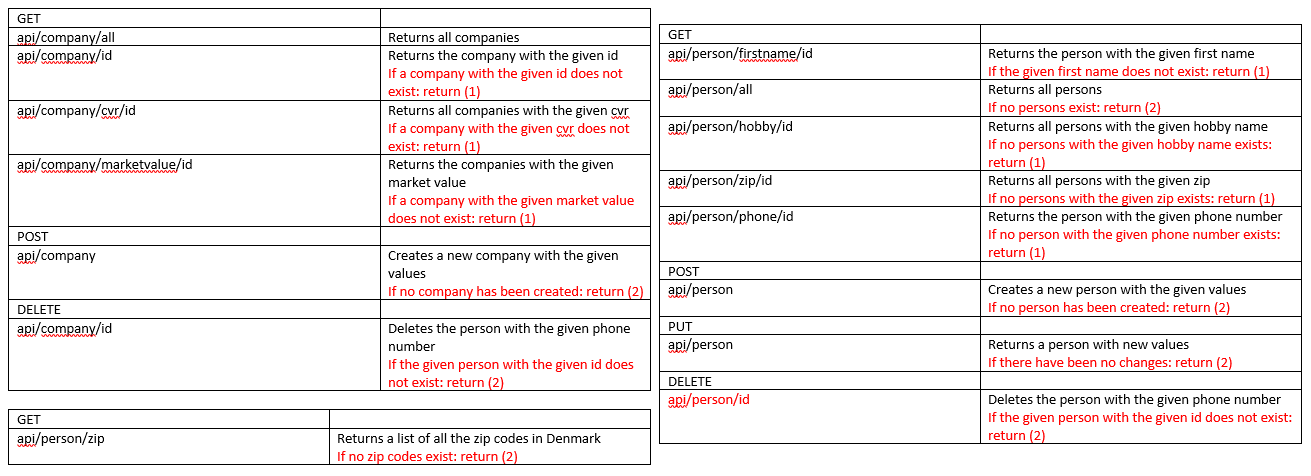 GET
api/company/all
Returns all companies
api/company/id
Returns the company with the given id
If a company with the given id does not
exist: return (1)
api/company/cvr/id
Returns all companies with the given cvr
If a company with the given cvr does not
exist: return (1)
api/company/marketvalue/id
Returns the companies with the given
market value
If a company with the given market value
does not exist: return (1)
POST
api/company
Creates a new company with the given
values
If no company has been created: return (2)
DELETE
api/company/id
Deletes the person with the given phone
number
If the given person with the given id does
not exist: return (2)
GET
api/person/zip
Returns a list of all the zip codes in Denmark
If no zip codes exist: return (2)
GET
api/person/firstname/id
Returns the person with the given first name
If the given first name does not exist: return (1)
api/person/all
Returns all persons
If no persons exist: return (2)
api/person/hobby/id
Returns all persons with the given hobby name
If no persons with the given hobby name exists:
return (1)
api/person/zip/id
Returns all persons with the given zip
If no persons with the given zip exists: return (1)
api/person/phone/id
Returns the person with the given phone number
If no person with the given phone number exists:
return (1)
POST
api/person
Creates a new person with the given values
If no person has been created: return (2)
PUT
api/person
Returns a person with new values
If there have been no changes: return (2)
DELETE
api/person/id
Deletes the person with the given phone number
If the given person with the given id does not exist:
return (2)